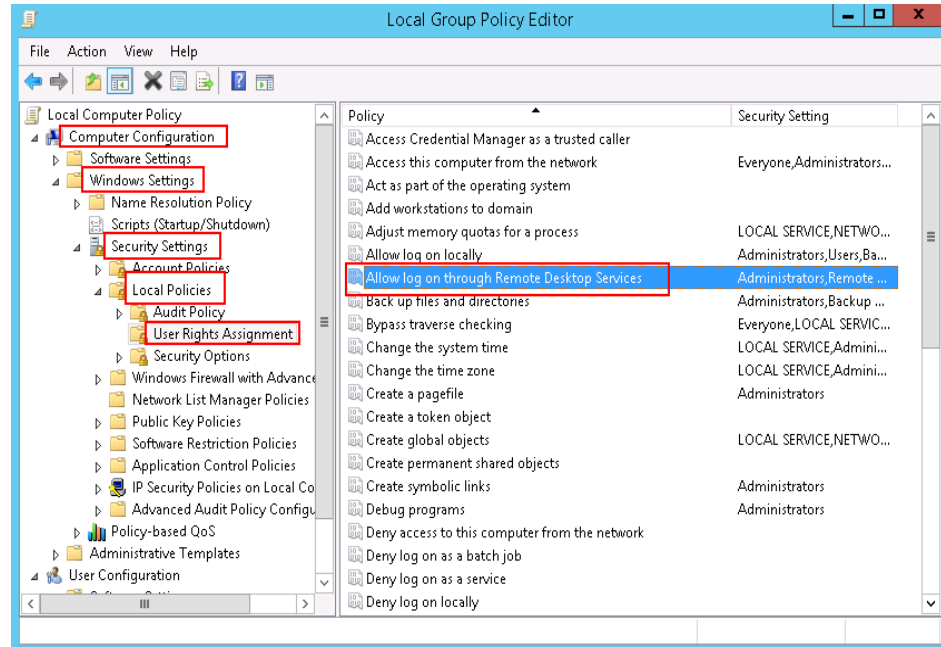 Local Group Policy Editor
File Action View Help
Local Computer Policy
Computer Configuration
Software Settings
Windows Settings
Name Resolution Policy
Scripts (Startup/Shutdown)
Security Settings
Account Policies
Local Policies
Audit Policy
User Rights Assignment
Security Options
Windows Firewall with Advance
Network List Manager Policies
Public Key Policies
Software Restriction Policies
Application Control Policies
IP Security Policies on Local Co
Advanced Audit Policy Configu
Policy-based QoS
Administrative Templates
User Configuration
Policy Security Setting
Access Credential Manager as a trusted caller
Access this computer from the network Everyone,Administrators...
Act as part of the operating system
Add workstations to domain
Adjust memory quotas for a process LOCAL SERVICE,NETWO...
Allow log on locally Administrators,Users,Ba...
Allow log on through Remote Desktop Services Administrators,Remote ...
Back up files and directories Administrators,Backup ...
Bypass traverse checking Everyone,LOCAL SERVIC...
Change the system time LOCAL SERVICE,Admini...
Change the time zone LOCAL SERVICE,Admini...
Create a pagefile Administrators
Create a token object
Create global objects LOCAL SERVICE,NETWO...
Create permanent shared objects
Create symbolic links Administrators
Debug programs Administrators
Deny access to this computer from the network
Deny log on as a batch job
Deny log on as a service
Deny log on locally